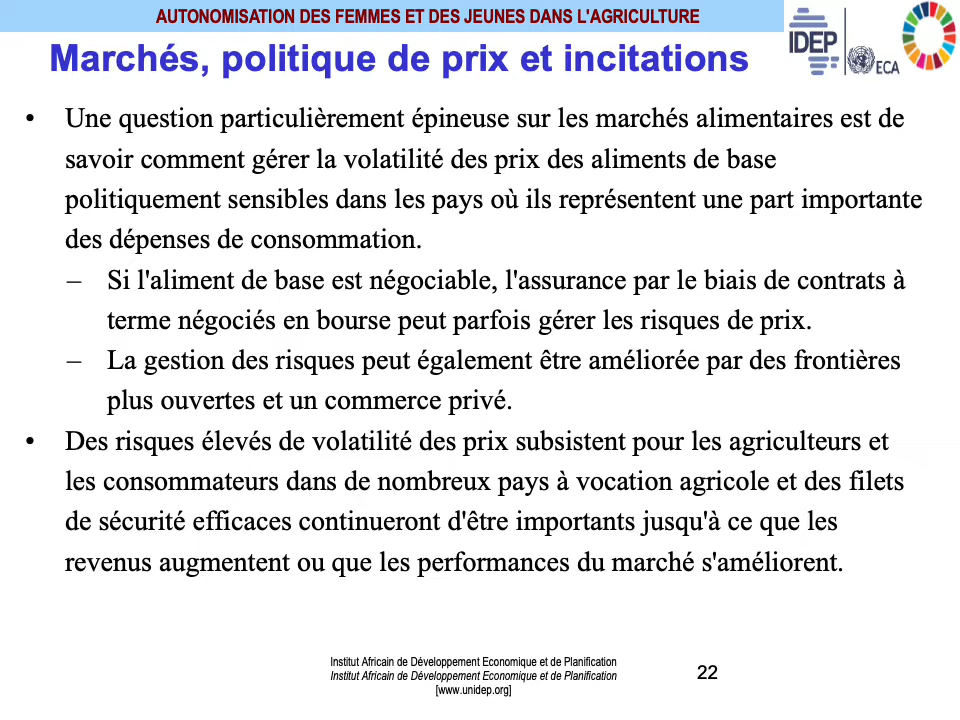 AUTONOMISATION DES FEMMES ET DES JEUNES DANS L'AGRICULTURE
Marchés, politique de prix et incitations
IDEP
ECA
• Une question particulièrement épineuse sur les marchés alimentaires est de
savoir comment gérer la volatilité des prix des aliments de base
politiquement sensibles dans les pays où ils représentent une part importante
des dépenses de consommation.
– Si l'aliment de base est négociable, l'assurance par le biais de contrats à
terme négociés en bourse peut parfois gérer les risques de prix.
– La gestion des risques peut également être améliorée par des frontières
plus ouvertes et un commerce privé.
• Des risques élevés de volatilité des prix subsistent pour les agriculteurs et
les consommateurs dans de nombreux pays à vocation agricole et des filets
de sécurité efficaces continueront d'être importants jusqu'à ce que les
revenus augmentent ou que les performances du marché s'améliorent.
Institut Africain de Développement Economique et de Planification
Institut Africain de Développement Economique et de Planification
[www.unidep.org]
22